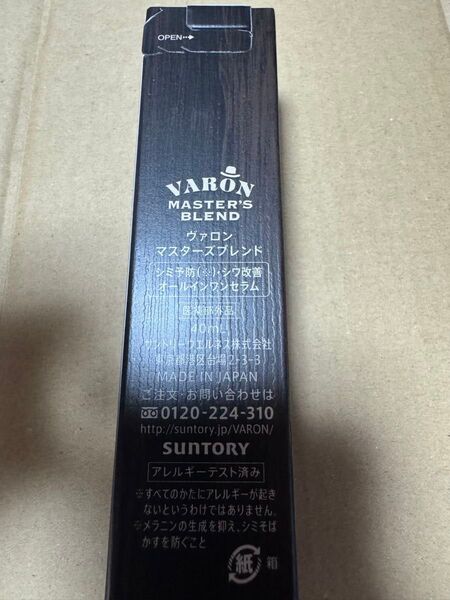 OPEN
VARON
MASTER'S
BLEND
ヴァロン
マスターズブレンド
シミ予防(※)・シワ改善
オールインワンセラム
医薬部外品
40mL
サントリーウエルネス株式会社
東京都港区台場2-3-3
MADE IN JAPAN
ご注文・お問い合わせは
0120-224-310
http://suntory.jp/VARON/
SUNTORY
アレルギーテスト済み
※すべてのかたにアレルギーが起き
ないというわけではありません。
※メラニンの生成を抑え、シミそば
かすを防ぐこと
紙 箱